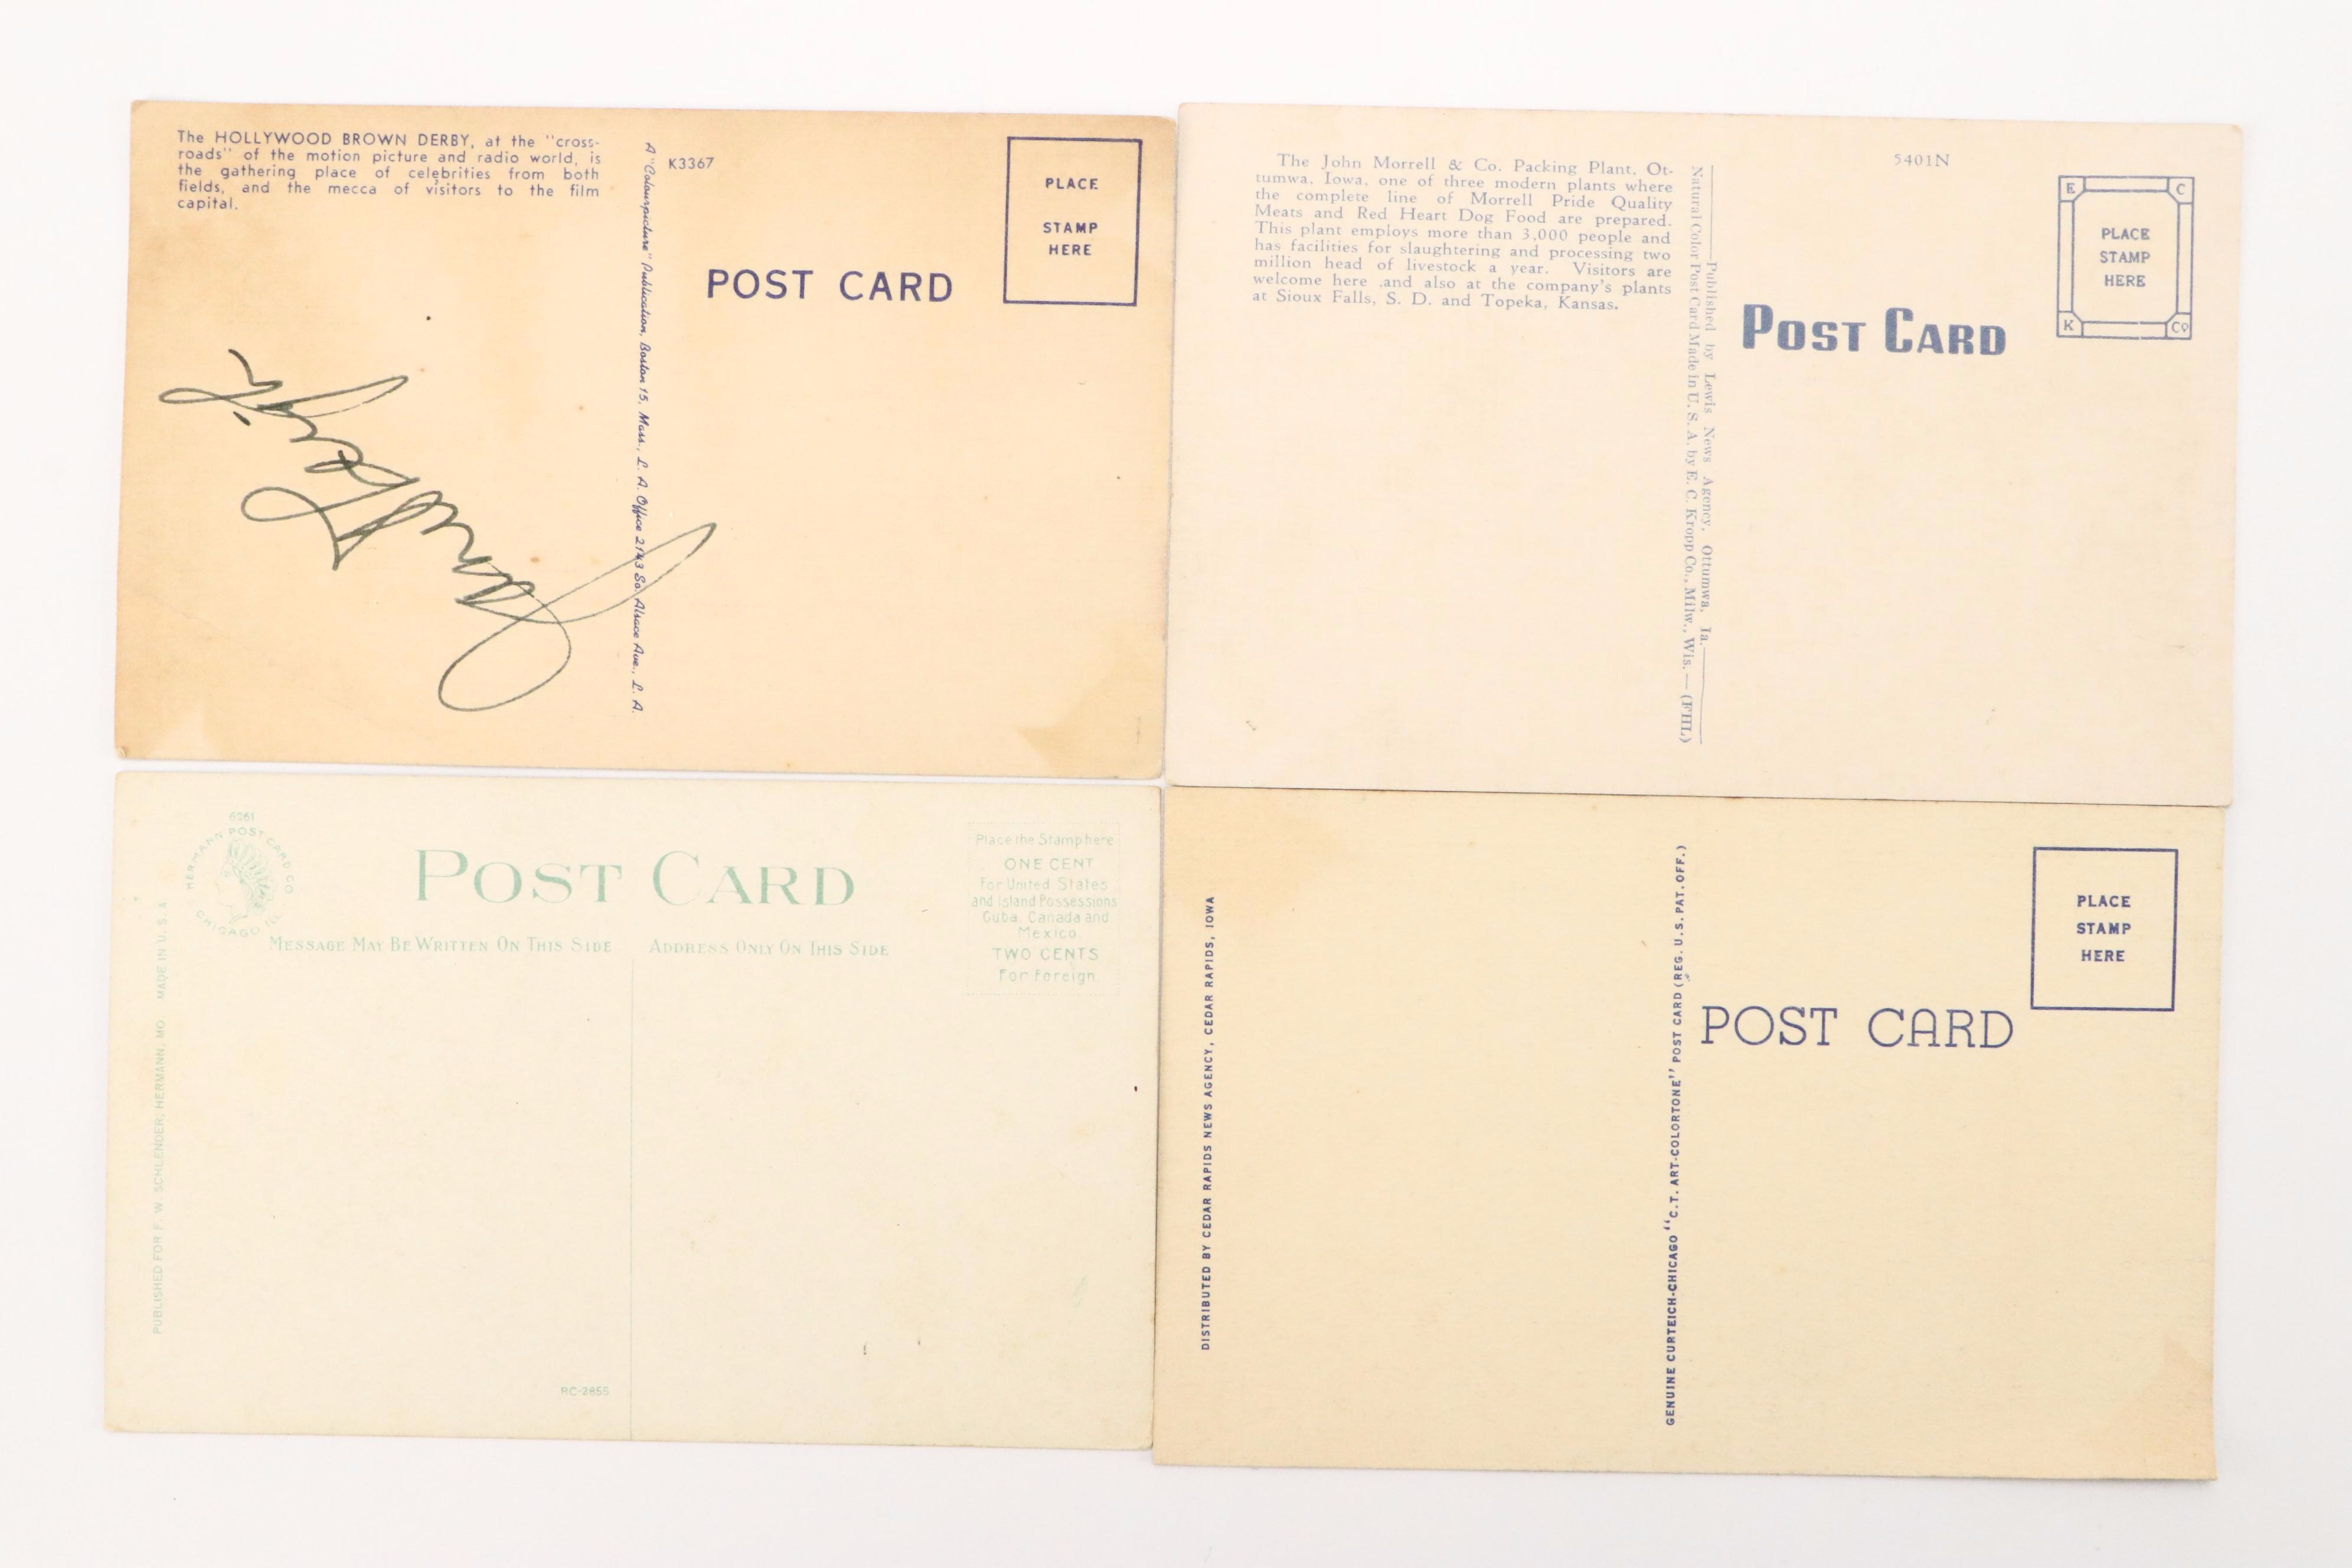 The HOLLYWOOD BROWN DERBY, at the "cross-
roads" of the motion picture and radio world, is
the gathering place of celebrities from both
fields, and the mecca of visitors to the film
capital.
A "Colourpicture" Publication, Boston 15, Mass., L. A. Office 2143 So. Alsace Ave., L. A.
K3367
PLACE
STAMP
HERE
POST CARD
The John Morrell & Co. Packing Plant, Ot-
tumwa, Iowa, one of three modern plants where
the complete line of Morrell Pride Quality
Meats and Red Heart Dog Food are prepared.
This plant employs more than 3,000 people and
has facilities for slaughtering and processing two
million head of livestock a year. Visitors are
welcome here ,and also at the company's plants
at Sioux Falls, S. D. and Topeka, Kansas.
Published by Lewis News Agency, Ottumwa, Ia.
Natural Color Post Card Made in U. S. A. by E. C. Kropp Co., Milw., Wis. — (FHL)
5401N
E C
PLACE
STAMP
HERE
K Co
POST CARD
6261
HERMANN POST CARD CO
CHICAGO ILL
POST CARD
MESSAGE MAY BE WRITTEN ON THIS SIDE
ADDRESS ONLY ON THIS SIDE
Place the Stamp here
ONE CENT
For United States
and Island Possessions
Cuba, Canada and
Mexico
TWO CENTS
For Foreign.
PUBLISHED FOR F. W. SCHLENDER, HERMANN, MO MADE IN U. S. A.
RC-2855
DISTRIBUTED BY CEDAR RAPIDS NEWS AGENCY, CEDAR RAPIDS, IOWA
GENUINE CURTEICH-CHICAGO "C.T. ART-COLORTONE" POST CARD (REG. U.S. PAT. OFF.)
PLACE
STAMP
HERE
POST CARD